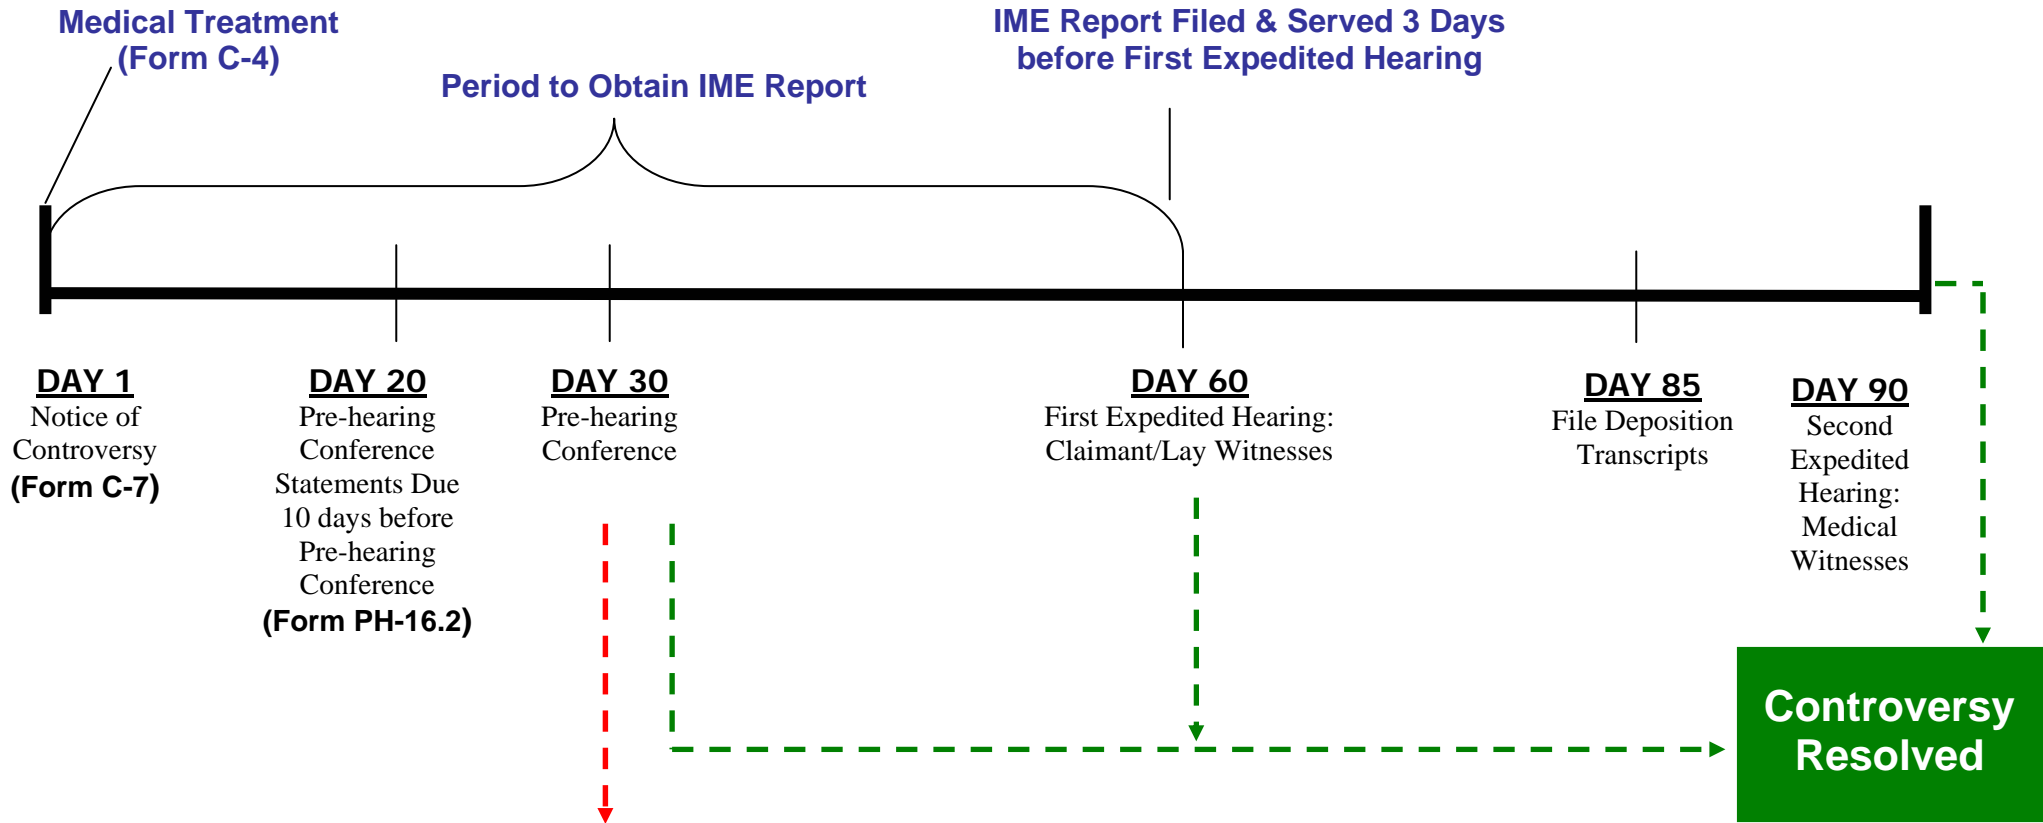 Medical Treatment
(Form C-4)
IME Report Filed & Served 3 Days
before First Expedited Hearing
Period to Obtain IME Report
DAY 1
Notice of
Controversy
(Form C-7)
DAY 20
Pre-hearing
Conference
Statements Due
10 days before
Pre-hearing
Conference
(Form PH-16.2)
DAY 30
Pre-hearing
Conference
DAY 60
First Expedited Hearing:
Claimant/Lay Witnesses
DAY 85
File Deposition
Transcripts
DAY 90
Second
Expedited
Hearing:
Medical
Witnesses
Controversy
Resolved